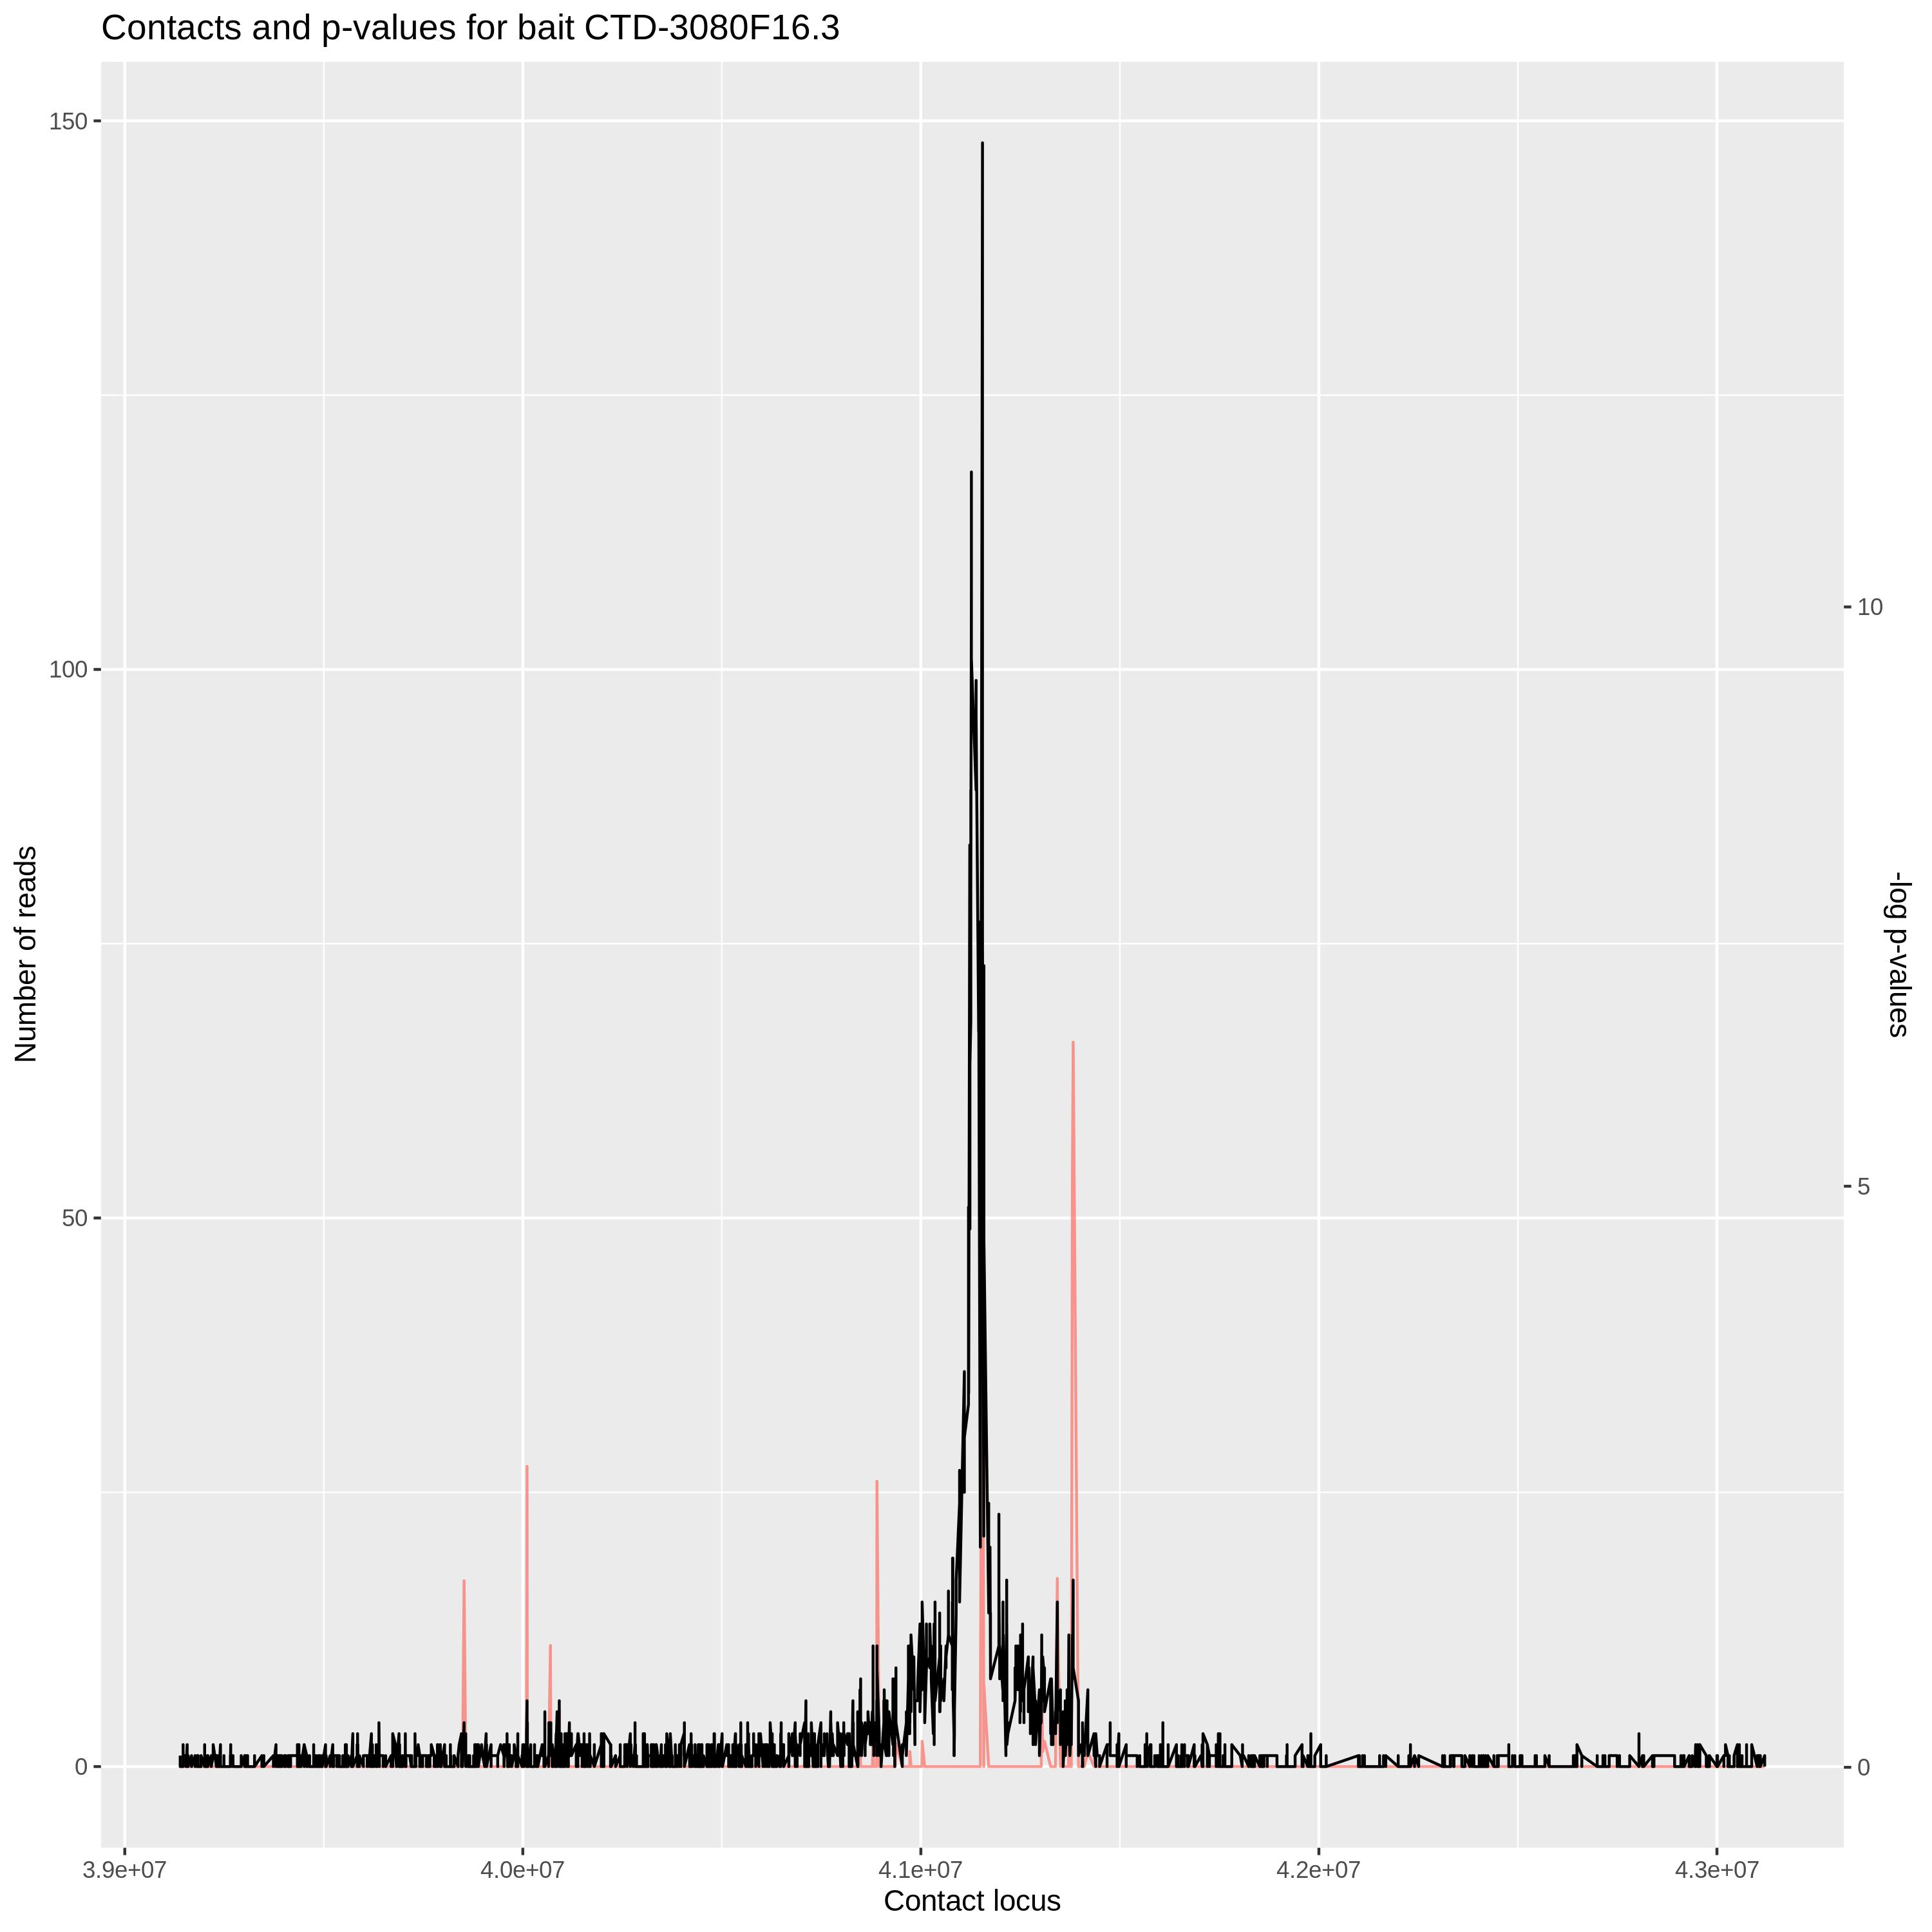 Contacts and p-values for bait CTD-3080F16.3
150
100
50
0
Number of reads
10
5
0
-log p-values
3.9e+07
4.0e+07
4.1e+07
4.2e+07
4.3e+07
Contact locus